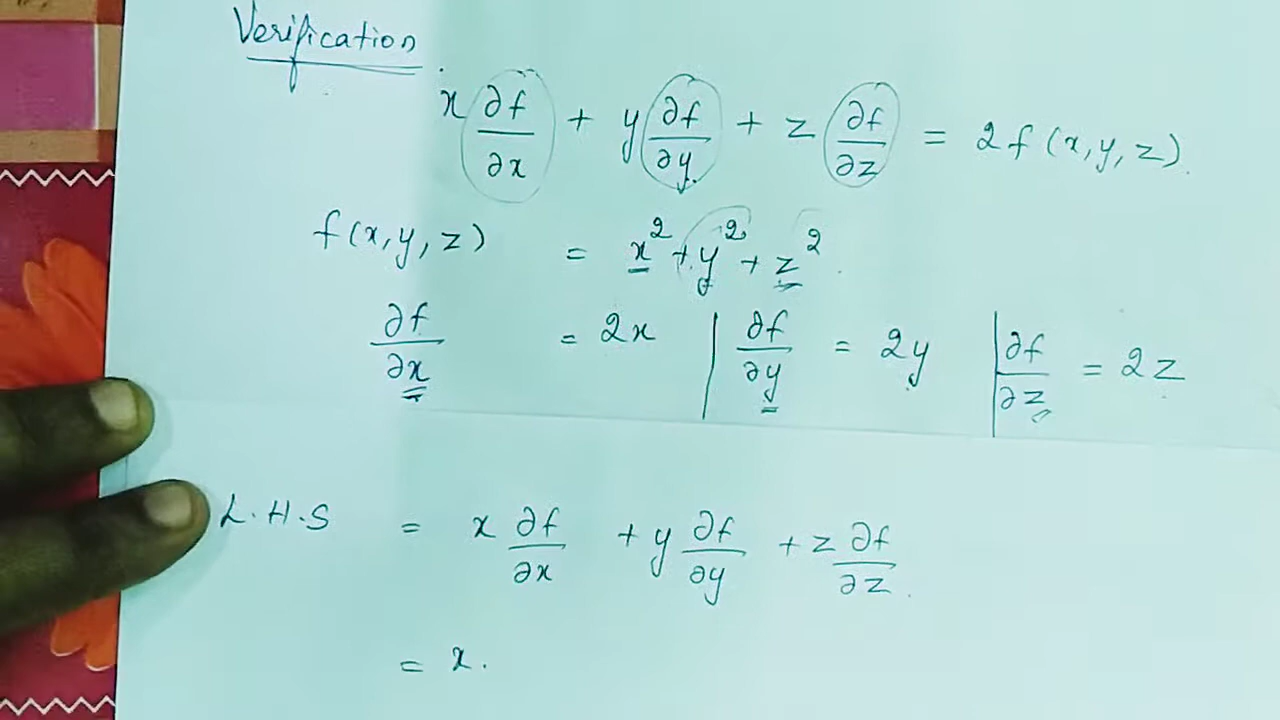 Verification
x ∂f/∂x + y ∂f/∂y + z ∂f/∂z = 2f(x,y,z).
f(x,y,z) = x² + y² + z².
∂f/∂x = 2x | ∂f/∂y = 2y | ∂f/∂z = 2z
L.H.S = x ∂f/∂x + y ∂f/∂y + z ∂f/∂z.
= x.